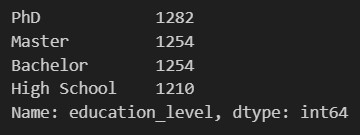 PhD            1282
Master         1254
Bachelor       1254
High School    1210
Name: education_level, dtype: int64